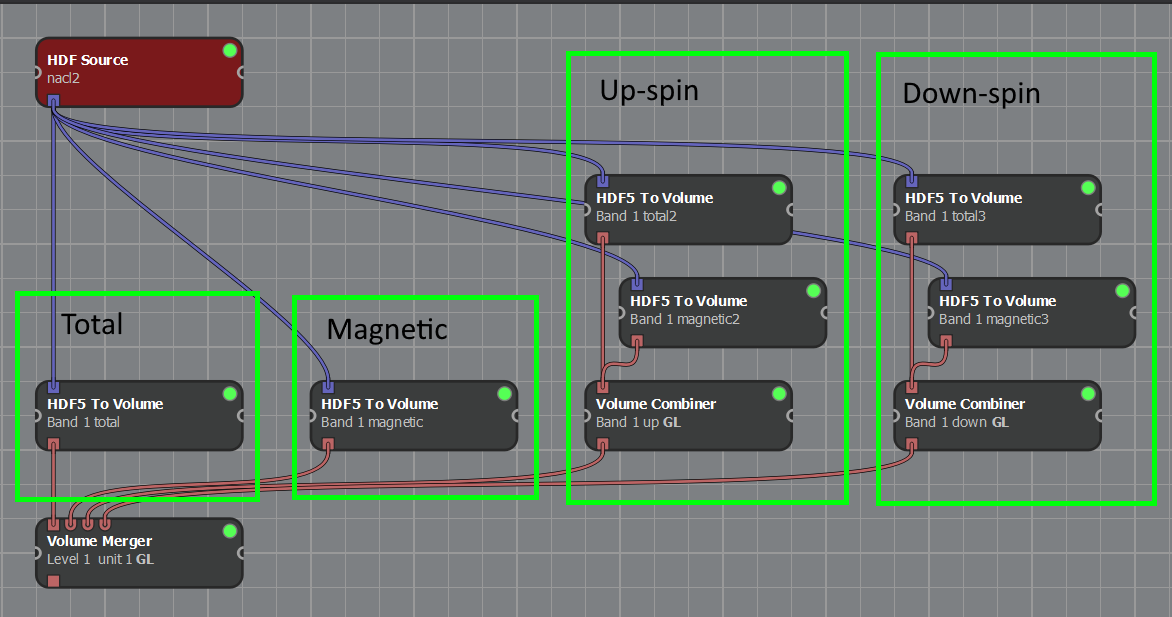 HDF Source
nacl2
Up-spin
Down-spin
HDF5 To Volume
Band 1 total2
HDF5 To Volume
Band 1 total3
HDF5 To Volume
Band 1 magnetic2
HDF5 To Volume
Band 1 magnetic3
Total
Magnetic
HDF5 To Volume
Band 1 total
HDF5 To Volume
Band 1 magnetic
Volume Combiner
Band 1 up GL
Volume Combiner
Band 1 down GL
Volume Merger
Level 1 unit 1 GL